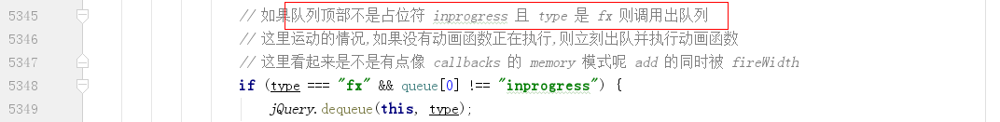 5345 // 如果队列顶部不是占位符 inprogress 且 type 是 fx 则调用出队列
5346 // 这里运动的情况,如果没有动画函数正在执行,则立刻出队并执行动画函数
5347 // 这里看起来是不是有点像 callbacks 的 memory 模式呢 add 的同时被 fireWidth
5348 if (type === "fx" && queue[0] !== "inprogress") {
5349 jQuery.dequeue(this, type);